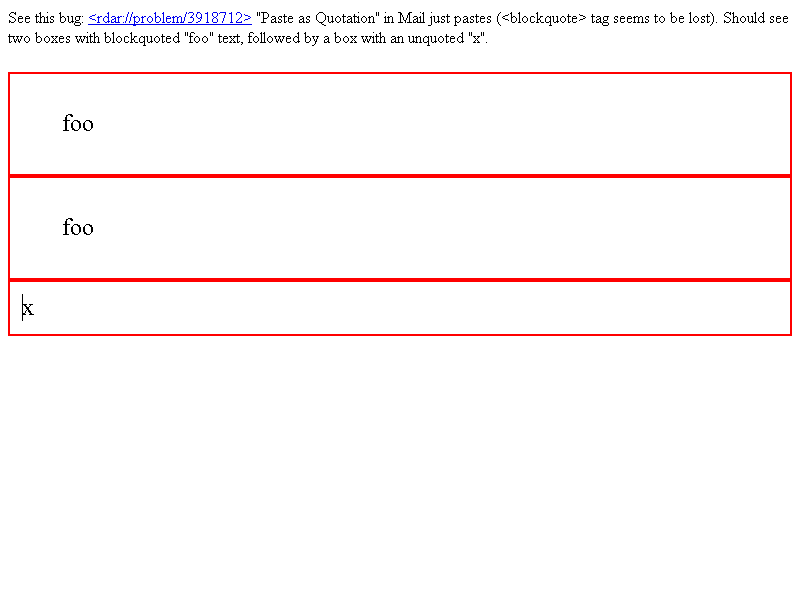 See this bug: <rdar://problem/3918712> "Paste as Quotation" in Mail just pastes (<blockquote> tag seems to be lost). Should see
two boxes with blockquoted "foo" text, followed by a box with an unquoted "x".
foo
foo
x